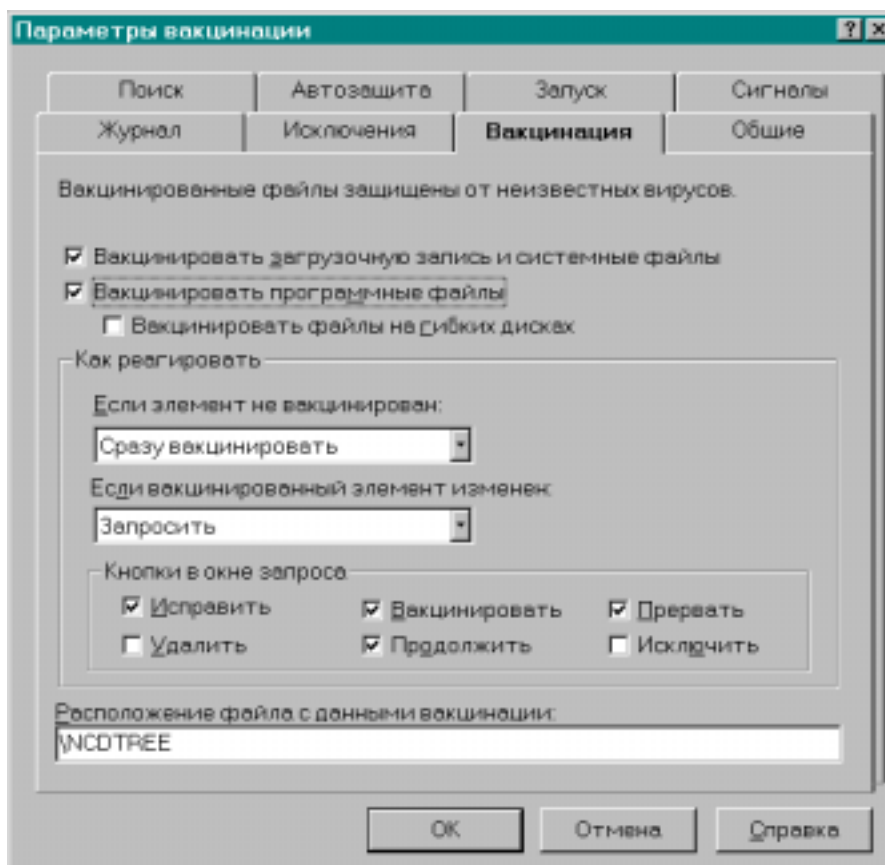 Параметры вакцинации
Поиск Автозащита Запуск Сигналы
Журнал Исключения Вакцинация Общие
Вакцинированные файлы защищены от неизвестных вирусов.
Вакцинировать загрузочную запись и системные файлы
Вакцинировать программные файлы
Вакцинировать файлы на гибких дисках
Как реагировать
Если элемент не вакцинирован:
Сразу вакцинировать
Если вакцинированный элемент изменен:
Запросить
Кнопки в окне запроса
Исправить Вакцинировать Прервать
Удалить Продолжить Исключить
Расположение файла с данными вакцинации:
\NCDTREE
OK Отмена Справка